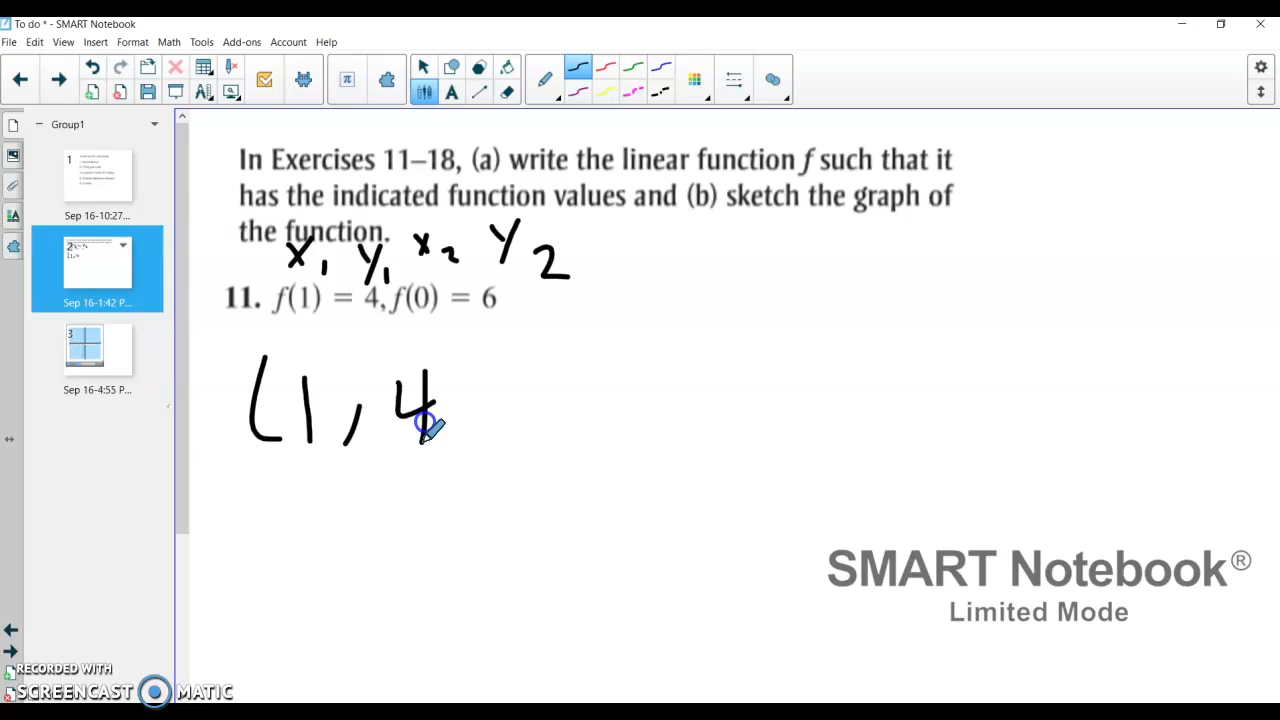 To do * - SMART Notebook
File Edit View Insert Format Math Tools Add-ons Account Help
Group1
1
Sep 16-10:27...
2
Sep 16-1:42 P...
3
Sep 16-4:55 P...
In Exercises 11–18, (a) write the linear function f such that it
has the indicated function values and (b) sketch the graph of
the function.
x₁ y₁ x₂ y₂
11. f(1) = 4, f(0) = 6
(1, 4
SMART Notebook®
Limited Mode
RECORDED WITH
SCREENCAST MATIC